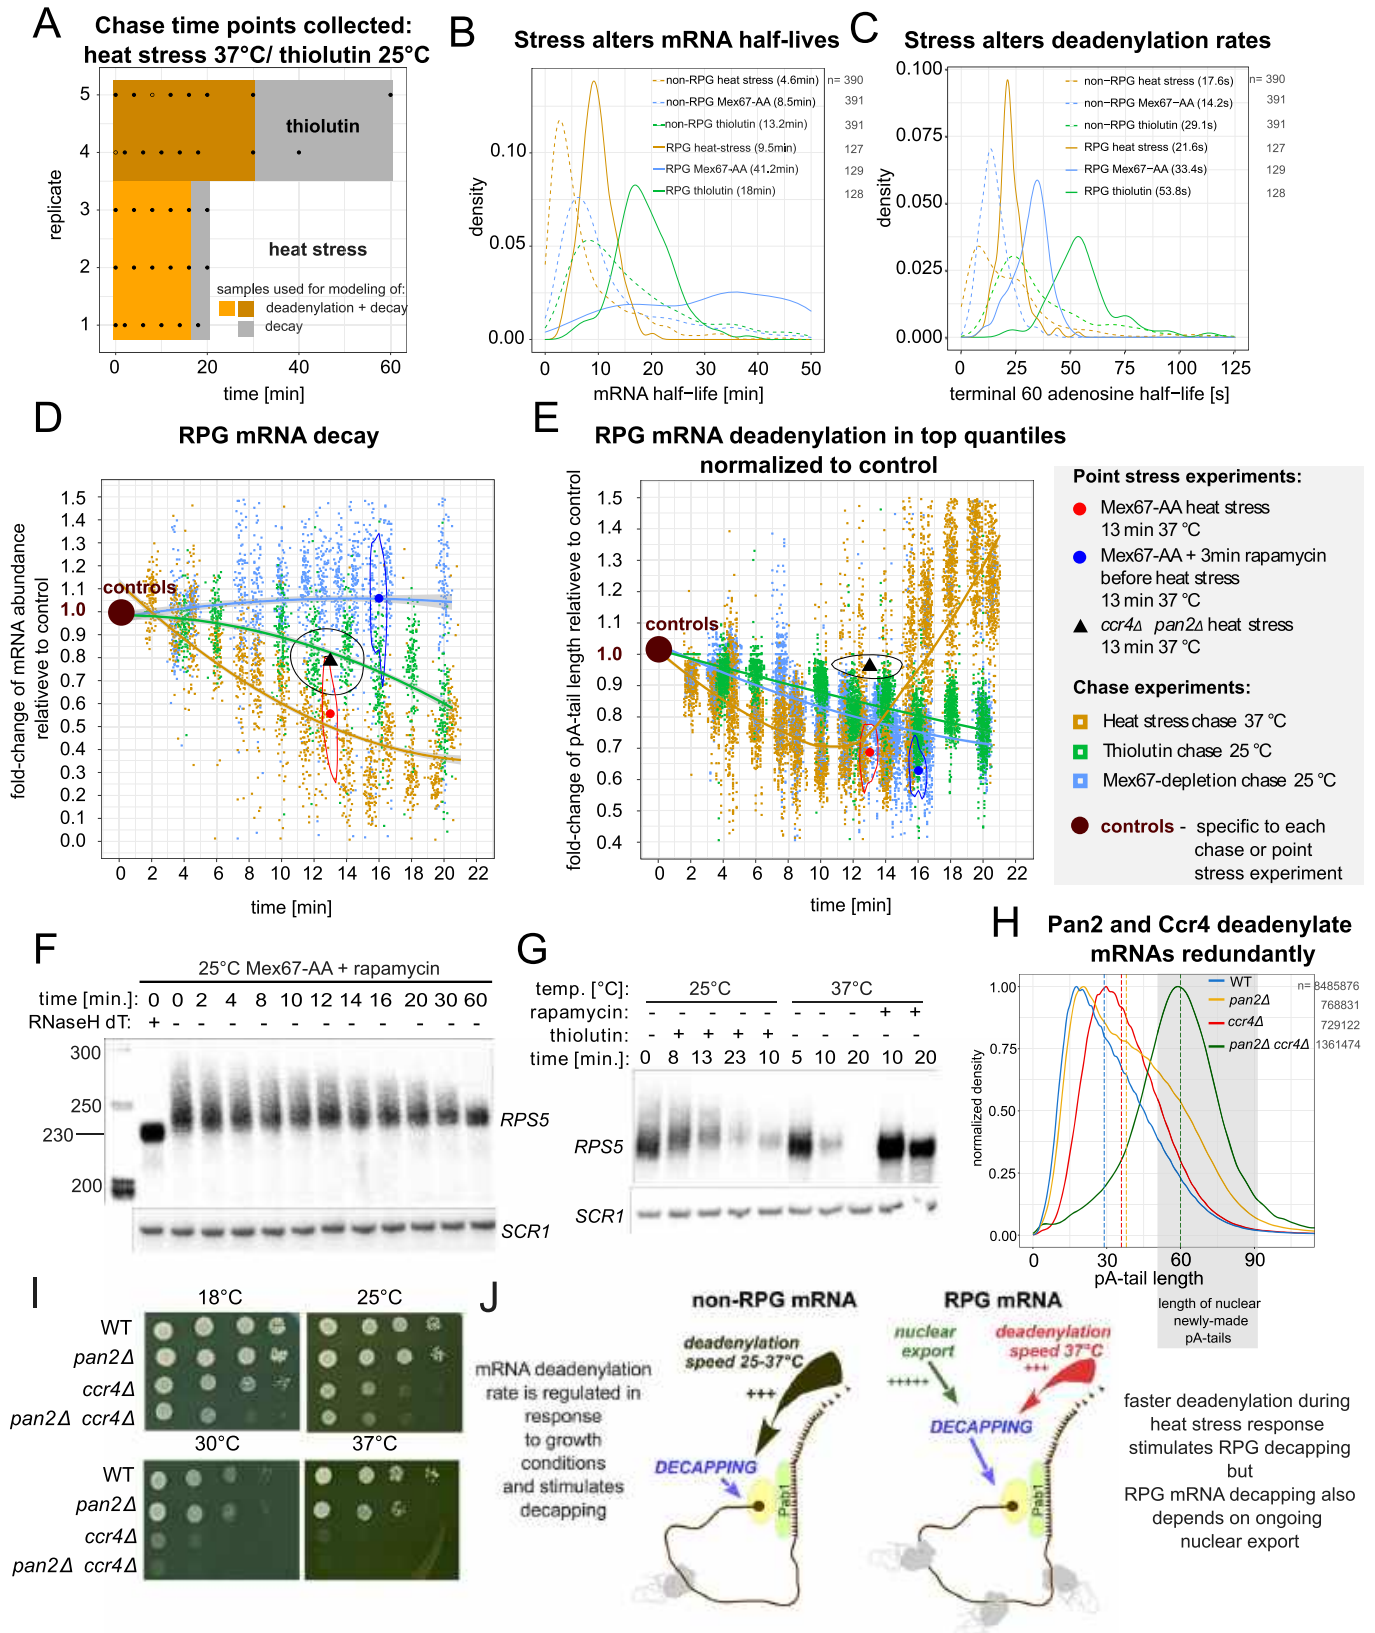 A
Chase time points collected:
heat stress 37°C/ thiolutin 25°C
5
4
3
2
1
replicate
thiolutin
heat stress
samples used for modeling of:
deadenylation + decay
decay
0 20 40 60
time [min]
B
Stress alters mRNA half-lives
non-RPG heat stress (4.6min) n= 390
non-RPG Mex67-AA (8.5min) 391
non-RPG thiolutin (13.2min) 391
RPG heat-stress (9.5min) 127
RPG Mex67-AA (41.2min) 129
RPG thlolutin (18min) 128
0.10
0.05
0.00
density
0 10 20 30 40 50
mRNA half−life [min]
C
Stress alters deadenylation rates
non−RPG heat stress (17.6s) n= 390
non−RPG Mex67−AA (14.2s) 391
non−RPG thiolutin (29.1s) 391
RPG heat stress (21.6s) 127
RPG Mex67−AA (33.4s) 129
RPG thiolutin (53.8s) 128
0.100
0.075
0.050
0.025
0.000
density
0 25 50 75 100 125
terminal 60 adenosine half-life [s]
D
RPG mRNA decay
fold-change of mRNA abundance
relativeve to control
1.5
1.4
1.3
1.2
1.1
1.0
0.9
0.8
0.7
0.6
0.5
0.4
0.3
0.2
0.1
0.0
controls
0 2 4 6 8 10 12 14 16 18 20 22
time [min]
E
RPG mRNA deadenylation in top quantiles
normalized to control
fold-change of pA-tail length relativeve to control
1.5
1.4
1.3
1.2
1.1
1.0
0.9
0.8
0.7
0.6
0.5
0.4
controls
0 2 4 6 8 10 12 14 16 18 20 22
time [min]
Point stress experiments:
Mex67-AA heat stress
13 min 37 °C
Mex67-AA + 3min rapamycin
before heat stress
13 min 37 °C
ccr4Δ pan2Δ heat stress
13 min 37 °C
Chase experiments:
Heat stress chase 37 °C
Thiolutin chase 25 °C
Mex67-depletion chase 25 °C
controls - specific to each
chase or point
stress experiment
F
25°C Mex67-AA + rapamycin
time [min.]: 0 0 2 4 8 10 12 14 16 20 30 60
RNaseH dT: + - - - - - - - - - - -
300
250
230
200
RPS5
SCR1
G
temp. [°C]: 25°C 37°C
rapamycin: - - - - - - - - + +
thiolutin: - + + + + - - - - -
time [min.]: 0 8 13 23 10 5 10 20 10 20
RPS5
SCR1
H
Pan2 and Ccr4 deadenylate
mRNAs redundantly
WT n= 8485876
pan2Δ 768831
ccr4Δ 729122
pan2Δ ccr4Δ 1361474
1.00
0.75
0.50
0.25
0.00
normalized density
0 30 60 90
pA-tail length
length of nuclear
newly-made
pA-tails
I
18°C 25°C
WT
pan2Δ
ccr4Δ
pan2Δ ccr4Δ
30°C 37°C
WT
pan2Δ
ccr4Δ
pan2Δ ccr4Δ
J
mRNA deadenylation
rate is regulated in
response
to growth
conditions
and stimulates
decapping
non-RPG mRNA
deadenylation
speed 25-37°C
+++
DECAPPING
Pab1
RPG mRNA
nuclear
export
+++++
deadenylation
speed 37°C
+++
DECAPPING
Pab1
faster deadenylation during
heat stress response
stimulates RPG decapping
but
RPG mRNA decapping also
depends on ongoing
nuclear export